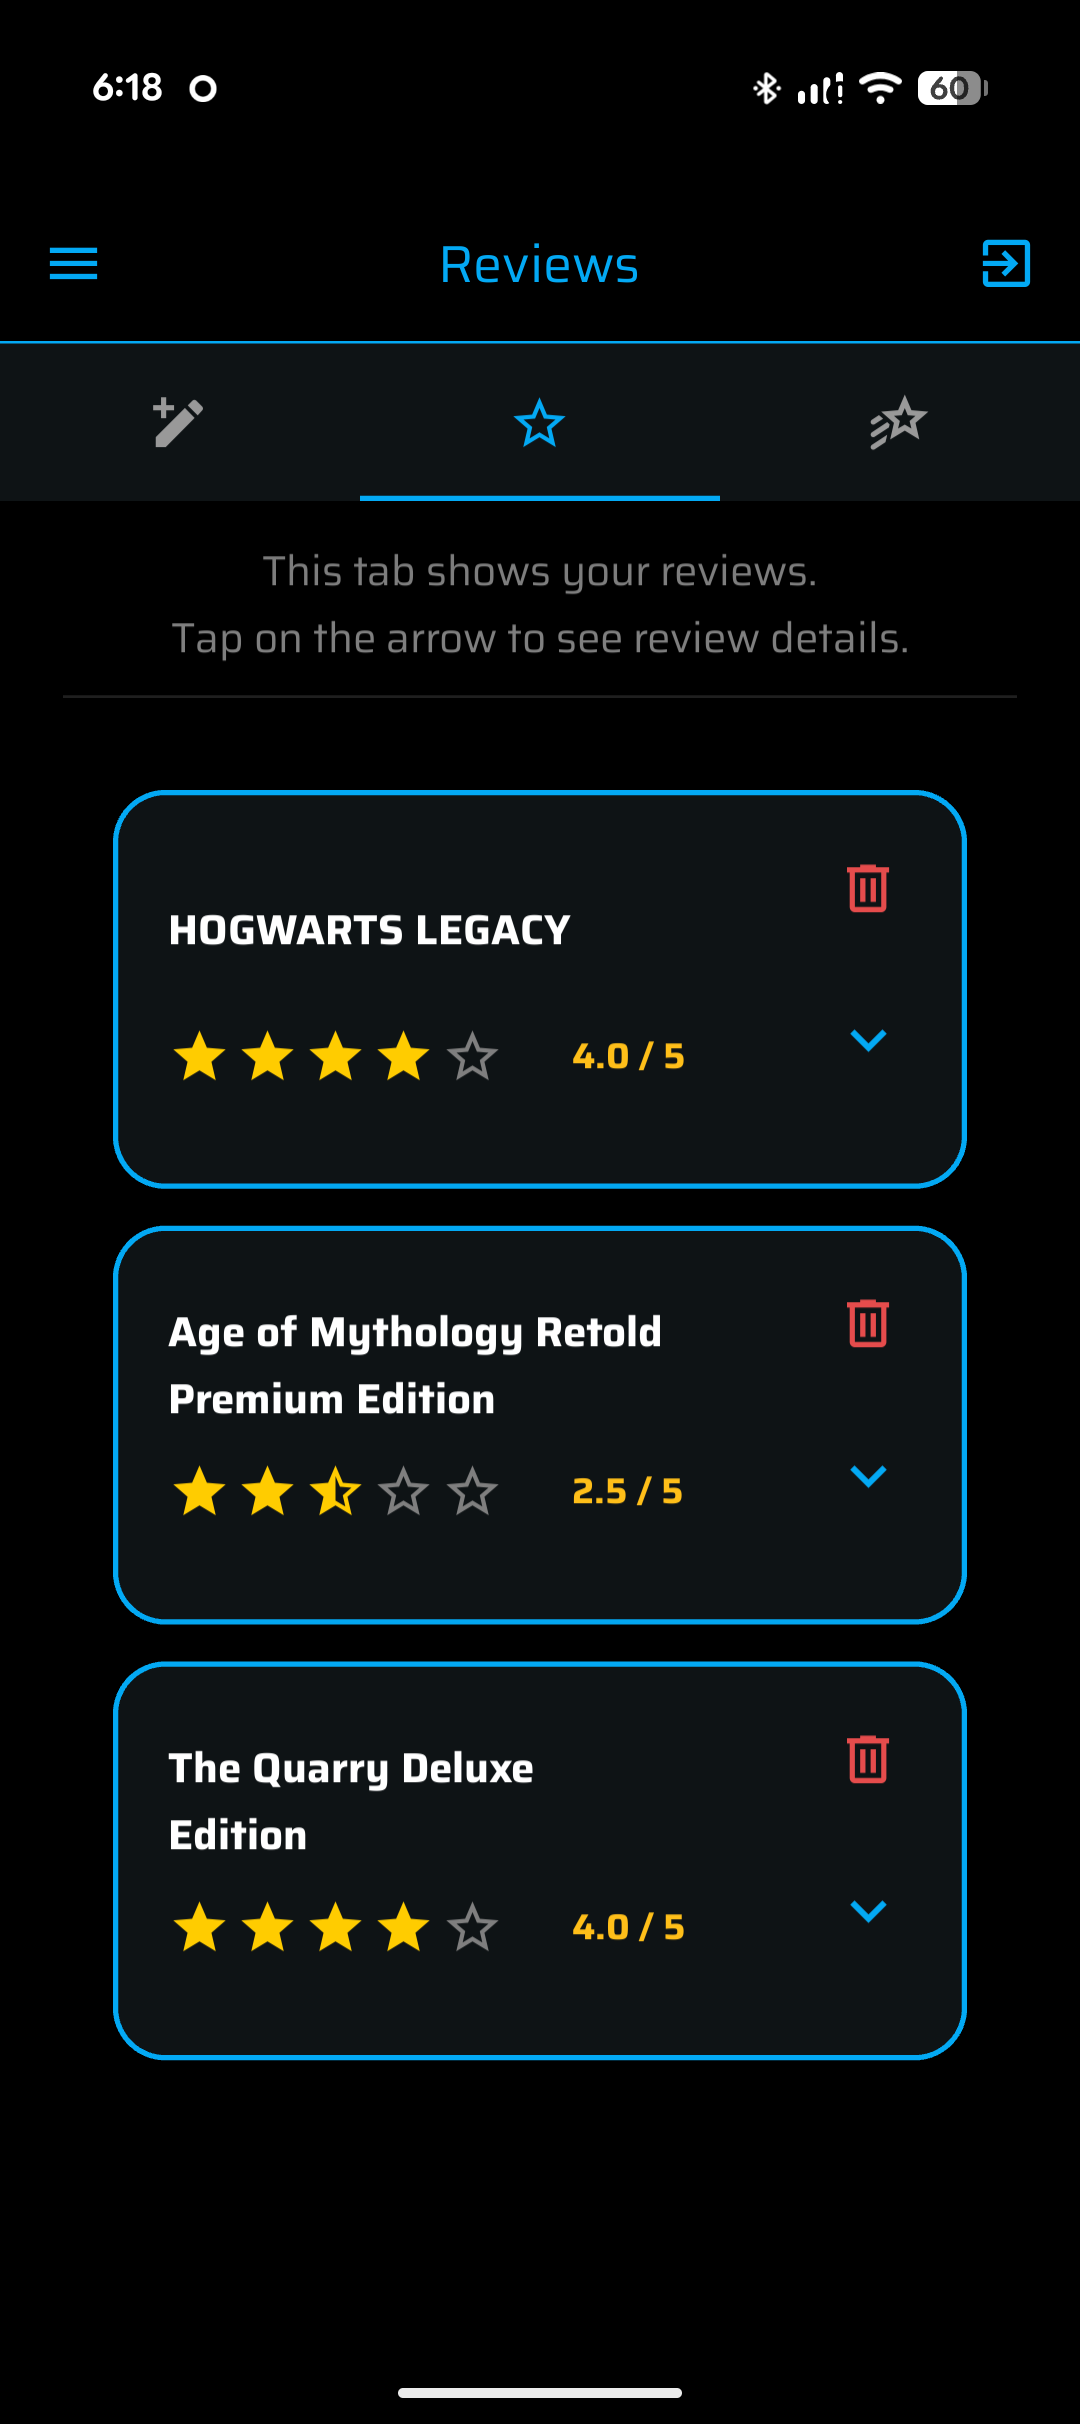 6:18
60
Reviews
This tab shows your reviews.
Tap on the arrow to see review details.
HOGWARTS LEGACY
4.0 / 5
Age of Mythology Retold
Premium Edition
2.5 / 5
The Quarry Deluxe
Edition
4.0 / 5